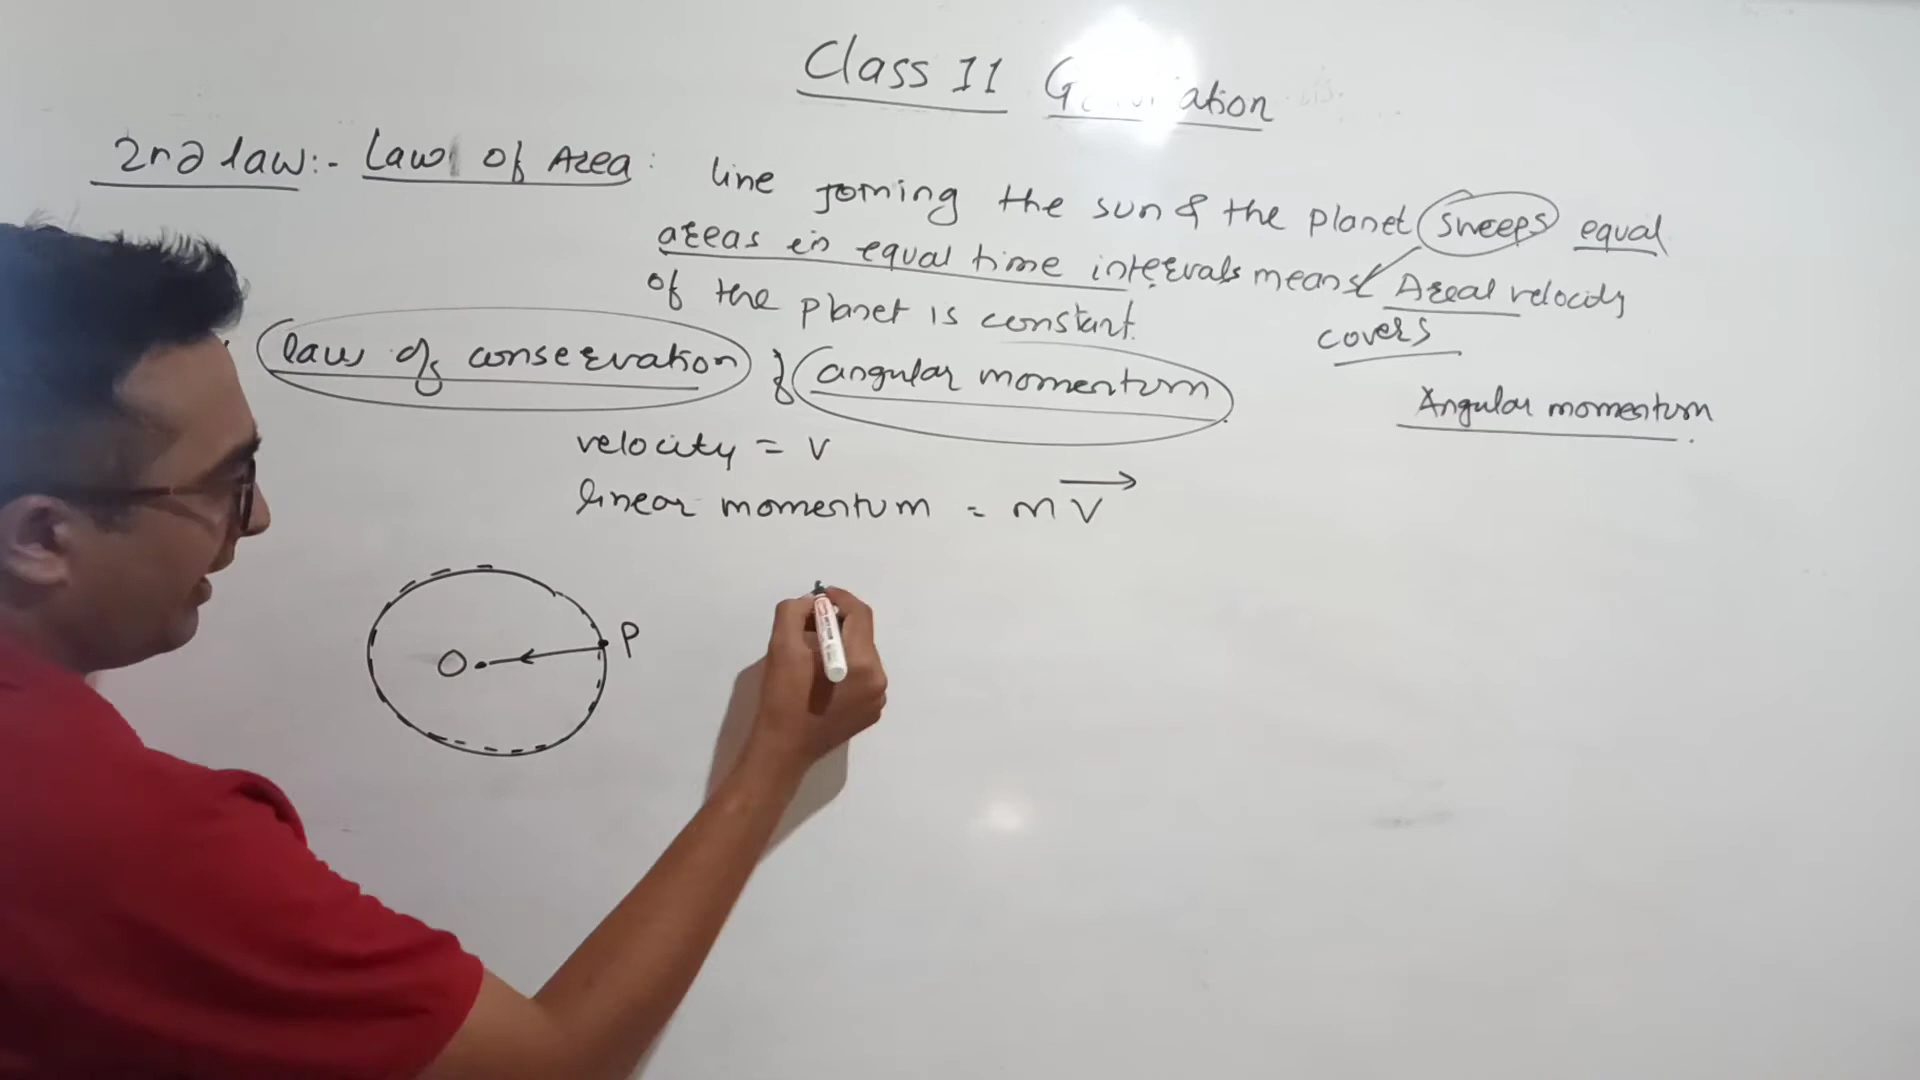 Class 11 Gravitation
2nd law:- Law of Area: line joining the sun & the planet sweeps equal
areas in equal time intervals means Areal velocity
of the planet is constant.
covers
law of conservation of angular momentum
Angular momentum
velocity = v
linear momentum = mv
O P